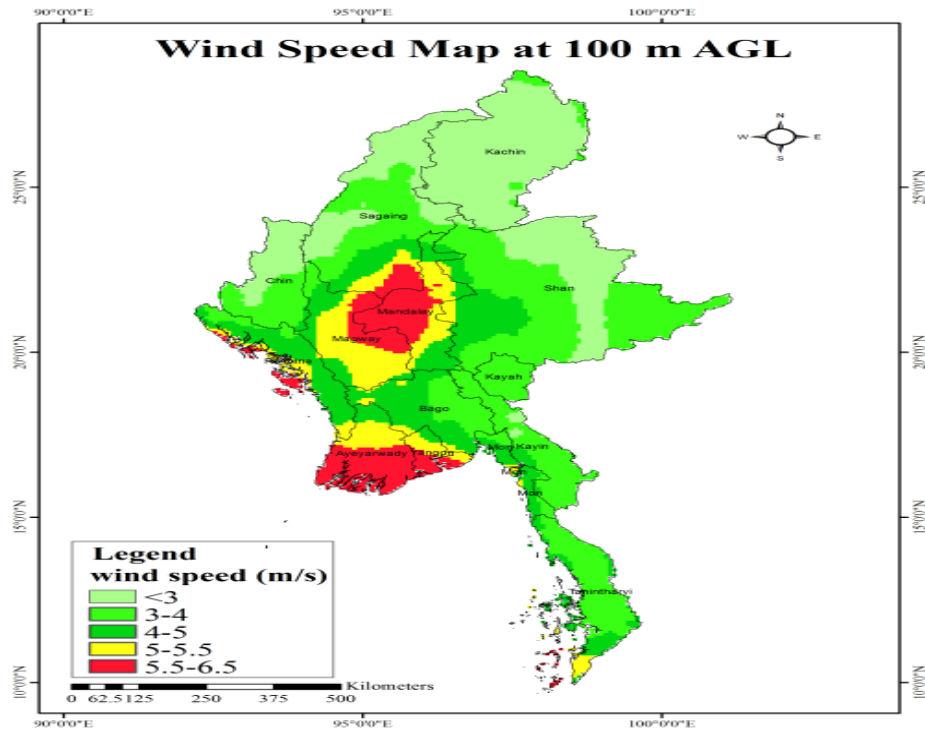 90°0'0"E 95°0'0"E 100°0'0"E
Wind Speed Map at 100 m AGL
N
W E
S
Kachin
25°0'0"N 25°0'0"N
Sagaing
Chin
Shan
Mandalay
Magway
20°0'0"N 20°0'0"N
Kayah
Bago
Mon Kayin
Ayeyarwady Yangon
Mon
Mon
15°0'0"N 15°0'0"N
Legend
wind speed (m/s)
<3
3-4
4-5
5-5.5
5.5-6.5
Tanintharyi
10°0'0"N 10°0'0"N
Kilometers
0 62.5 125 250 375 500
90°0'0"E 95°0'0"E 100°0'0"E